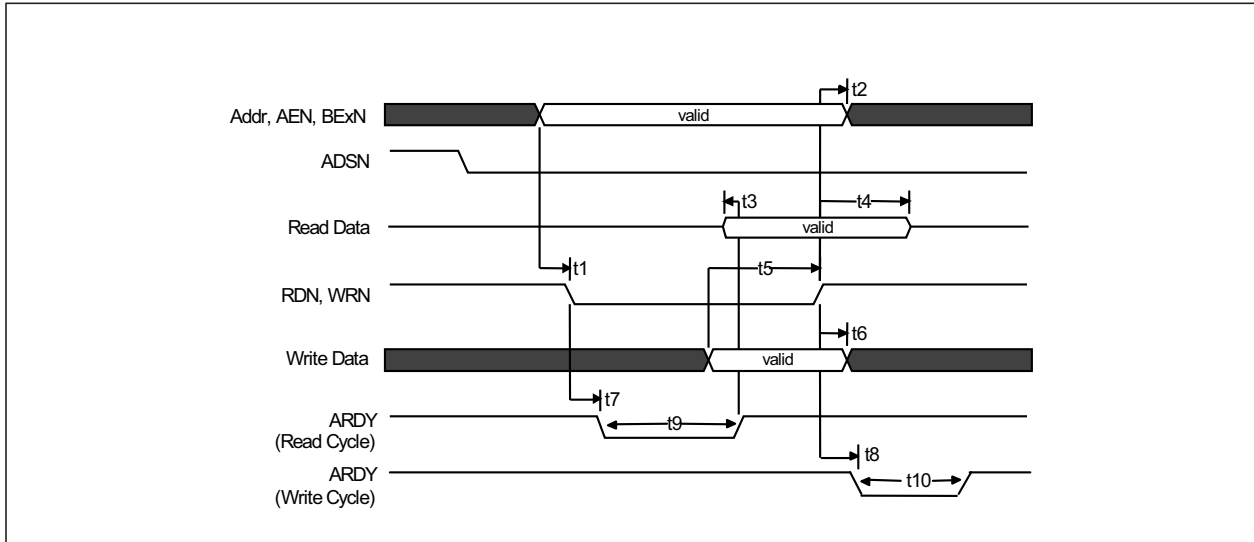 t2
Addr, AEN, BExN
valid
ADSN
t3
t4
Read Data
valid
t1
t5
RDN, WRN
t6
Write Data
valid
t7
ARDY
(Read Cycle)
t9
t8
ARDY
(Write Cycle)
t10